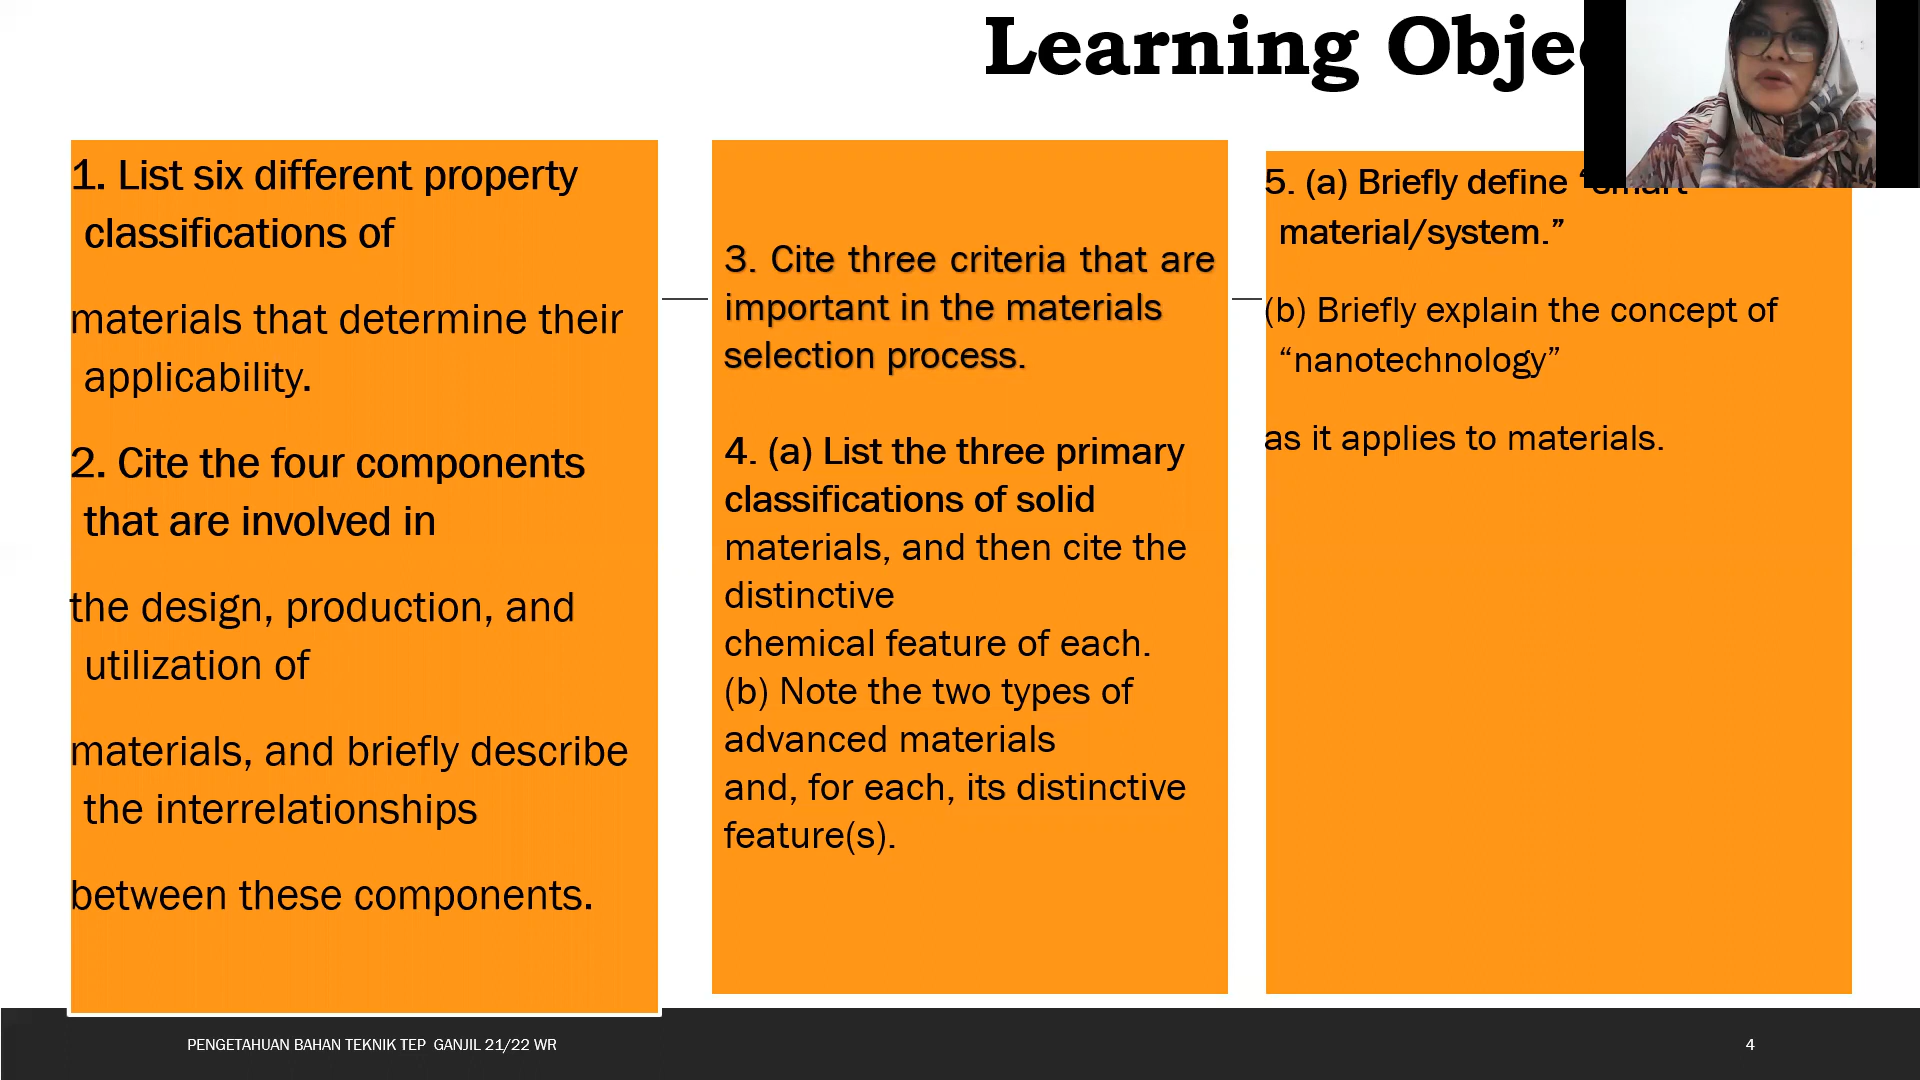 Learning Objec
1. List six different property
classifications of
materials that determine their
applicability.
2. Cite the four components
that are involved in
the design, production, and
utilization of
materials, and briefly describe
the interrelationships
between these components.
3. Cite three criteria that are
important in the materials
selection process.
4. (a) List the three primary
classifications of solid
materials, and then cite the
distinctive
chemical feature of each.
(b) Note the two types of
advanced materials
and, for each, its distinctive
feature(s).
5. (a) Briefly define “smart
material/system.”
(b) Briefly explain the concept of
“nanotechnology”
as it applies to materials.
PENGETAHUAN BAHAN TEKNIK TEP GANJIL 21/22 WR
4